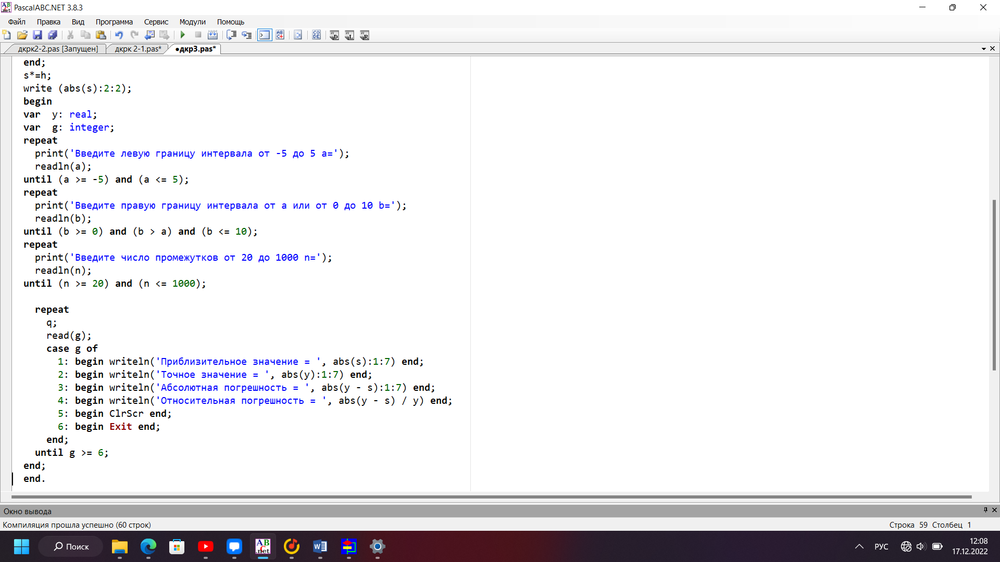 PascalABC.NET 3.8.3
Файл Правка Вид Программа Сервис Модули Помощь
дкрк2-2.pas [Запущен] дкрк 2-1.pas* •дкр3.pas*
end;
s*=h;
write (abs(s):2:2);
begin
var  y: real;
var  g: integer;
repeat
  print('Введите левую границу интервала от -5 до 5 a=');
  readln(a);
until (a >= -5) and (a <= 5);
repeat
  print('Введите правую границу интервала от а или от 0 до 10 b=');
  readln(b);
until (b >= 0) and (b > a) and (b <= 10);
repeat
  print('Введите число промежутков от 20 до 1000 n=');
  readln(n);
until (n >= 20) and (n <= 1000);
  repeat
    q;
    read(g);
    case g of
      1: begin writeln('Приблизительное значение = ', abs(s):1:7) end;
      2: begin writeln('Точное значение = ', abs(y):1:7) end;
      3: begin writeln('Абсолютная погрешность = ', abs(y - s):1:7) end;
      4: begin writeln('Относительная погрешность = ', abs(y - s) / y) end;
      5: begin ClrScr end;
      6: begin Exit end;
    end;
  until g >= 6;
end;
end.
Окно вывода
Компиляция прошла успешно (60 строк) Строка 59 Столбец 1
Поиск
РУС
12:08
17.12.2022